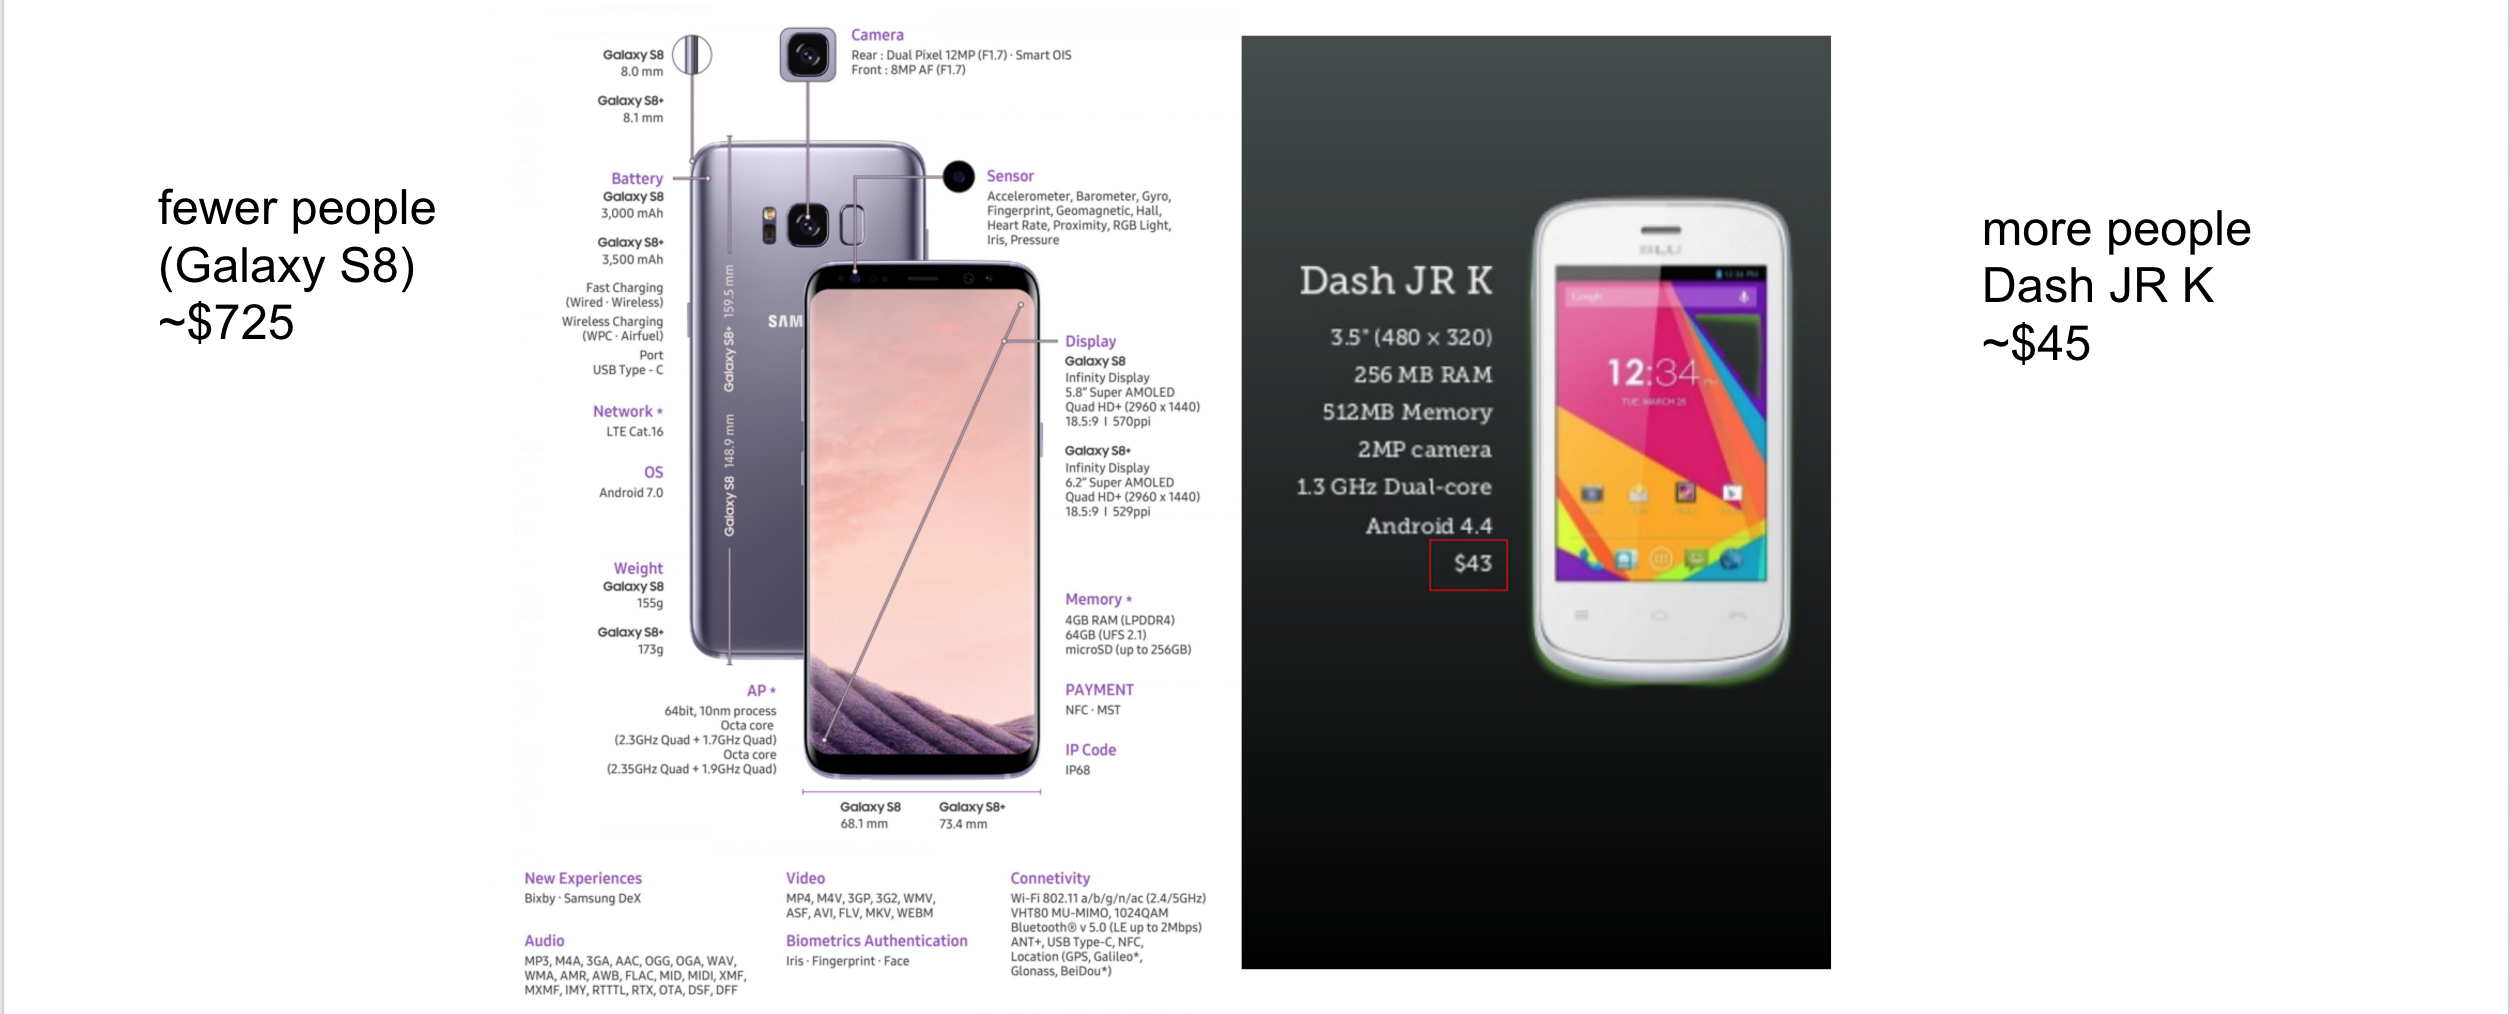 fewer people
(Galaxy S8)
~$725
Galaxy S8
8.0 mm
Galaxy S8+
8.1 mm
Camera
Rear : Dual Pixel 12MP (F1.7) · Smart OIS
Front : 8MP AF (F1.7)
Battery
Galaxy S8
3,000 mAh
Galaxy S8+
3,500 mAh
Fast Charging
(Wired · Wireless)
Wireless Charging
(WPC · Airfuel)
Port
USB Type - C
Network *
LTE Cat.16
OS
Android 7.0
Weight
Galaxy S8
155g
Galaxy S8+
173g
AP *
64bit, 10nm process
Octa core
(2.3GHz Quad + 1.7GHz Quad)
Octa core
(2.35GHz Quad + 1.9GHz Quad)
Galaxy S8+ 159.5 mm
Galaxy S8 148.9 mm
SAM
Sensor
Accelerometer, Barometer, Gyro,
Fingerprint, Geomagnetic, Hall,
Heart Rate, Proximity, RGB Light,
Iris, Pressure
Display
Galaxy S8
Infinity Display
5.8" Super AMOLED
Quad HD+ (2960 x 1440)
18.5:9 I 570ppi
Galaxy S8+
Infinity Display
6.2" Super AMOLED
Quad HD+ (2960 x 1440)
18.5:9 I 529ppi
Memory *
4GB RAM (LPDDR4)
64GB (UFS 2.1)
microSD (up to 256GB)
PAYMENT
NFC · MST
IP Code
IP68
Galaxy S8
68.1 mm
Galaxy S8+
73.4 mm
New Experiences
Bixby · Samsung DeX
Audio
MP3, M4A, 3GA, AAC, OGG, OGA, WAV,
WMA, AMR, AWB, FLAC, MID, MIDI, XMF,
MXMF, IMY, RTTTL, RTX, OTA, DSF, DFF
Video
MP4, M4V, 3GP, 3G2, WMV,
ASF, AVI, FLV, MKV, WEBM
Biometrics Authentication
Iris · Fingerprint · Face
Connetivity
Wi-Fi 802.11 a/b/g/n/ac (2.4/5GHz)
VHT80 MU-MIMO, 1024QAM
Bluetooth® v 5.0 (LE up to 2Mbps)
ANT+, USB Type-C, NFC,
Location (GPS, Galileo*,
Glonass, BeiDou*)
Dash JR K
3.5" (480 × 320)
256 MB RAM
512MB Memory
2MP camera
1.3 GHz Dual-core
Android 4.4
$43
BLU
12:34 PM
Google
12:34
TUE, MARCH 25
more people
Dash JR K
~$45